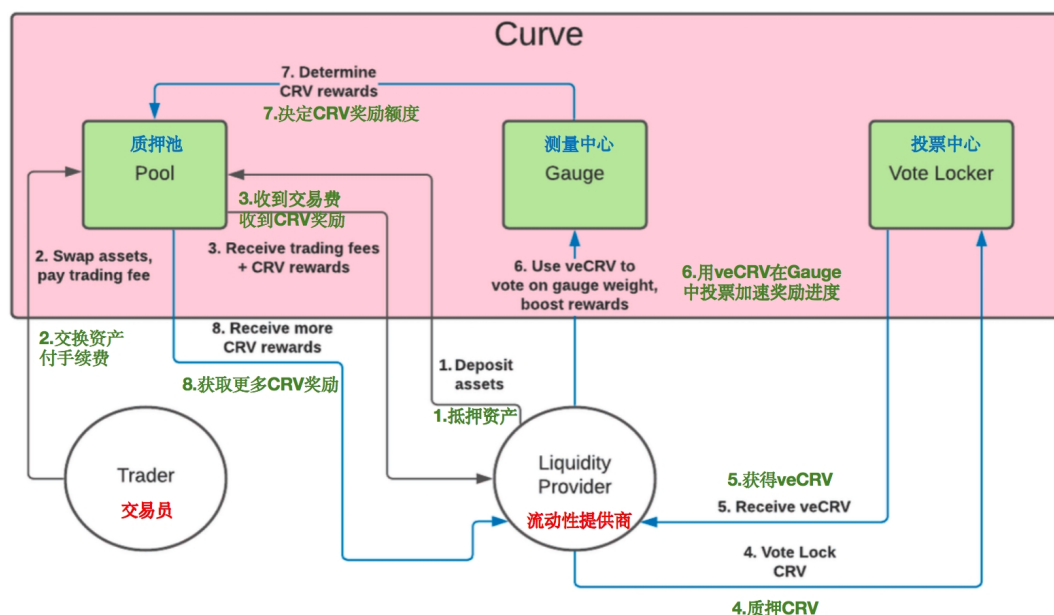 Curve
7. Determine
CRV rewards
7.决定CRV奖励额度
质押池
Pool
测量中心
Gauge
投票中心
Vote Locker
3.收到交易费
收到CRV奖励
2. Swap assets,
pay trading fee
3. Receive trading fees
+ CRV rewards
6. Use veCRV to
vote on gauge weight,
boost rewards
6.用veCRV在Gauge
中投票加速奖励进度
2.交换资产
付手续费
8. Receive more
CRV rewards
8.获取更多CRV奖励
1. Deposit
assets
1.抵押资产
Trader
交易员
Liquidity
Provider
流动性提供商
5.获得veCRV
5. Receive veCRV
4. Vote Lock
CRV
4.质押CRV